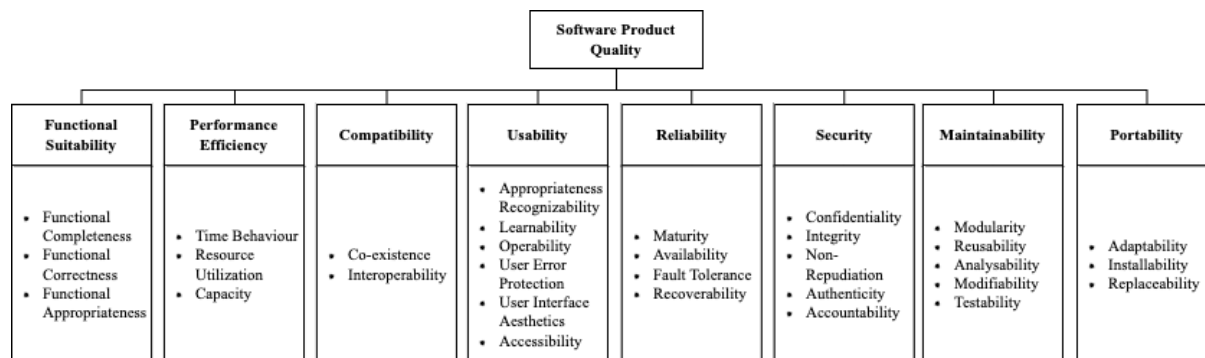 Software Product
Quality
Functional
Suitability
Performance
Efficiency
Compatibility
Usability
Reliability
Security
Maintainability
Portability
• Functional
Completeness
• Functional
Correctness
• Functional
Appropriateness
• Time Behaviour
• Resource
Utilization
• Capacity
• Co-existence
• Interoperability
• Appropriateness
Recognizability
• Learnability
• Operability
• User Error
Protection
• User Interface
Aesthetics
• Accessibility
• Maturity
• Availability
• Fault Tolerance
• Recoverability
• Confidentiality
• Integrity
• Non-
Repudiation
• Authenticity
• Accountability
• Modularity
• Reusability
• Analysability
• Modifiability
• Testability
• Adaptability
• Installability
• Replaceability